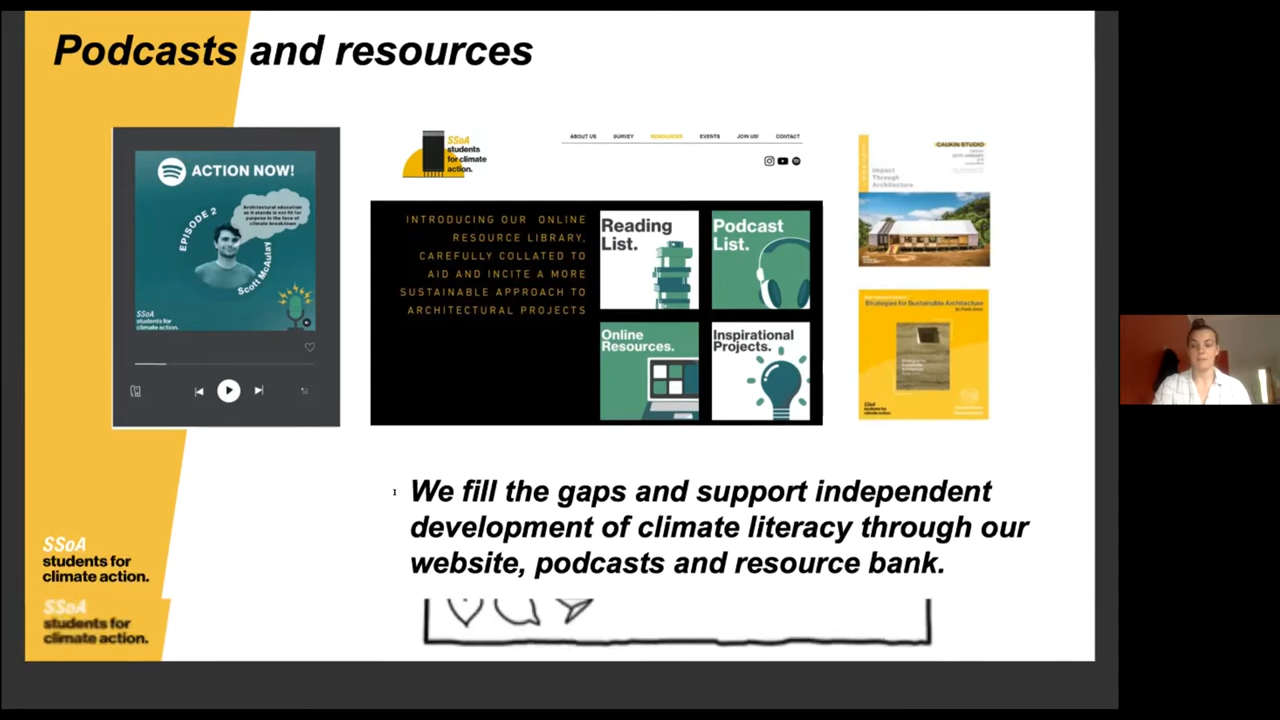 Podcasts and resources
ACTION NOW!
EPISODE 2
Architectural education
as it stands is not fit for
purpose in the face of
climate breakdown
Scott McAulay
SSoA
students for
climate action.
SSoA
students
for climate
action.
ABOUT US
SURVEY
RESOURCES
EVENTS
JOIN US!
CONTACT
INTRODUCING OUR ONLINE
RESOURCE LIBRARY,
CAREFULLY COLLATED TO
AID AND INCITE A MORE
SUSTAINABLE APPROACH TO
ARCHITECTURAL PROJECTS
Reading
List.
Podcast
List.
Online
Resources.
Inspirational
Projects.
CAUKIN STUDIO
Impact
Through
Architecture
Strategies for Sustainable Architecture
SSoA
students for
climate action.
We fill the gaps and support independent
development of climate literacy through our
website, podcasts and resource bank.
SSoA
students for
climate action.
SSoA
students for
climate action.